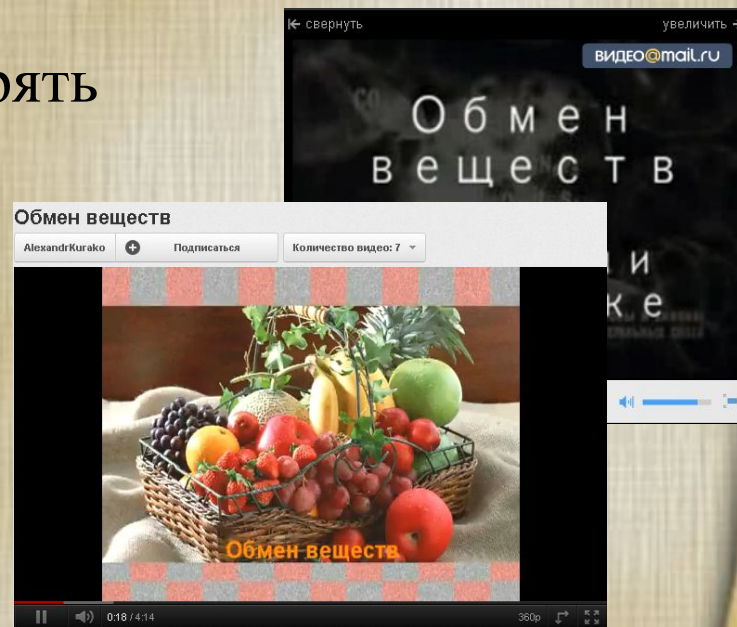 рять
свернуть
увеличить
ВИДЕО@mail.ru
Обмен
веществ
и
ке
Обмен веществ
AlexandrKurako
Подписаться
Количество видео: 7
Обмен веществ
0:18 / 4:14
360p